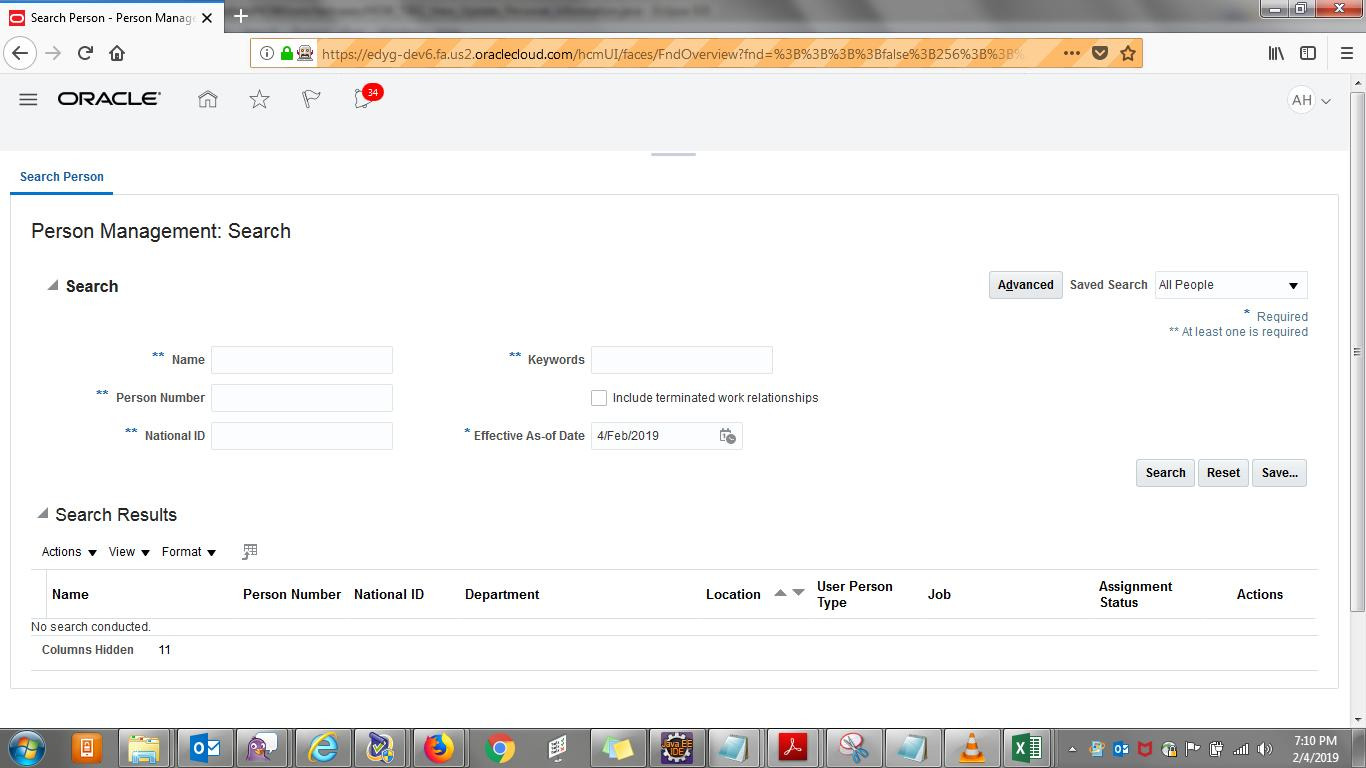 Search Person - Person Manage
https://edyg-dev6.fa.us2.oraclecloud.com/hcmUI/faces/FndOverview?fnd=%3B%3B%3B%3Bfalse%3B256%3B%3B%
ORACLE
34
AH
Search Person
Person Management: Search
Search
Advanced Saved Search All People
* Required
** At least one is required
** Name ** Keywords
** Person Number Include terminated work relationships
** National ID * Effective As-of Date 4/Feb/2019
Search Reset Save...
Search Results
Actions View Format
Name Person Number National ID Department Location User Person Type Job Assignment Status Actions
No search conducted.
Columns Hidden 11
Java EE IDE
7:10 PM
2/4/2019